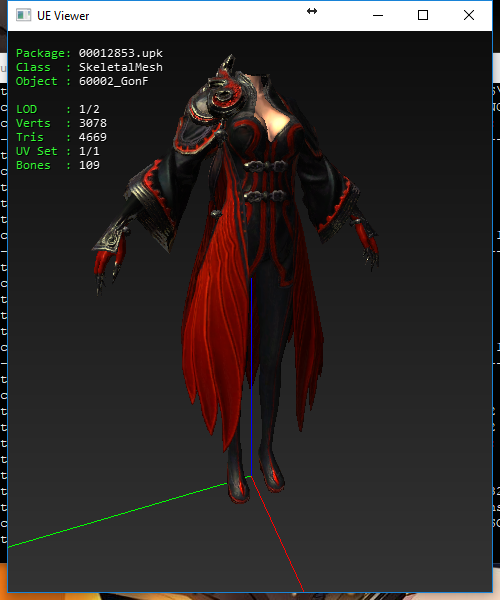 UE Viewer
Package: 00012853.upk
Class : SkeletalMesh
Object : 60002_GonF
LOD : 1/2
Verts : 3078
Tris : 4669
UV Set : 1/1
Bones : 109